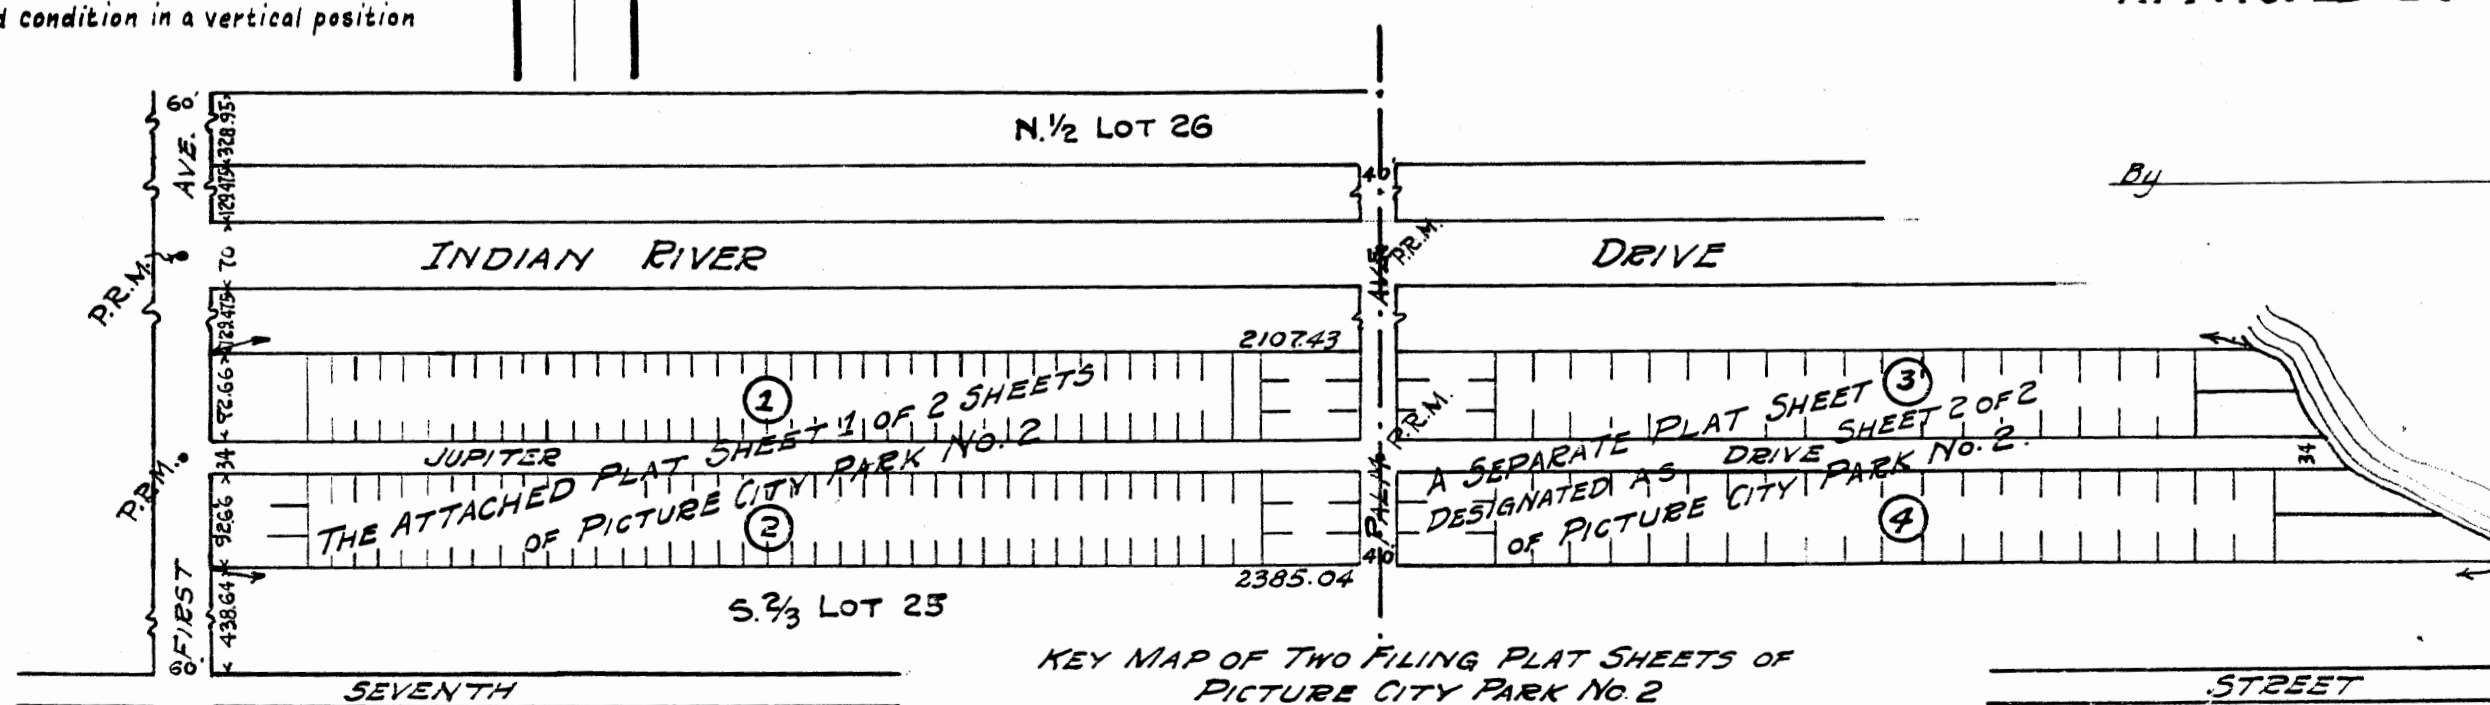 condition in a vertical position
60'
AVE.
328.95
N. 1/2 LOT 26
129.475
40'
By
INDIAN RIVER DRIVE
70
P.R.M.
P.R.M.
AVE.
129.475
2107.43
92.66
1
THE ATTACHED PLAT SHEET 1 OF 2 SHEETS
OF PICTURE CITY PARK NO. 2
3
A SEPARATE PLAT SHEET
DESIGNATED AS SHEET 2 OF 2
OF PICTURE CITY PARK NO. 2.
P.R.M.
JUPITER DRIVE
34
34
P.R.M.
92.66
2
4
PALM
40'
2385.04
438.64
FIRST
S. 2/3 LOT 25
60'
KEY MAP OF TWO FILING PLAT SHEETS OF
PICTURE CITY PARK NO. 2
SEVENTH STREET